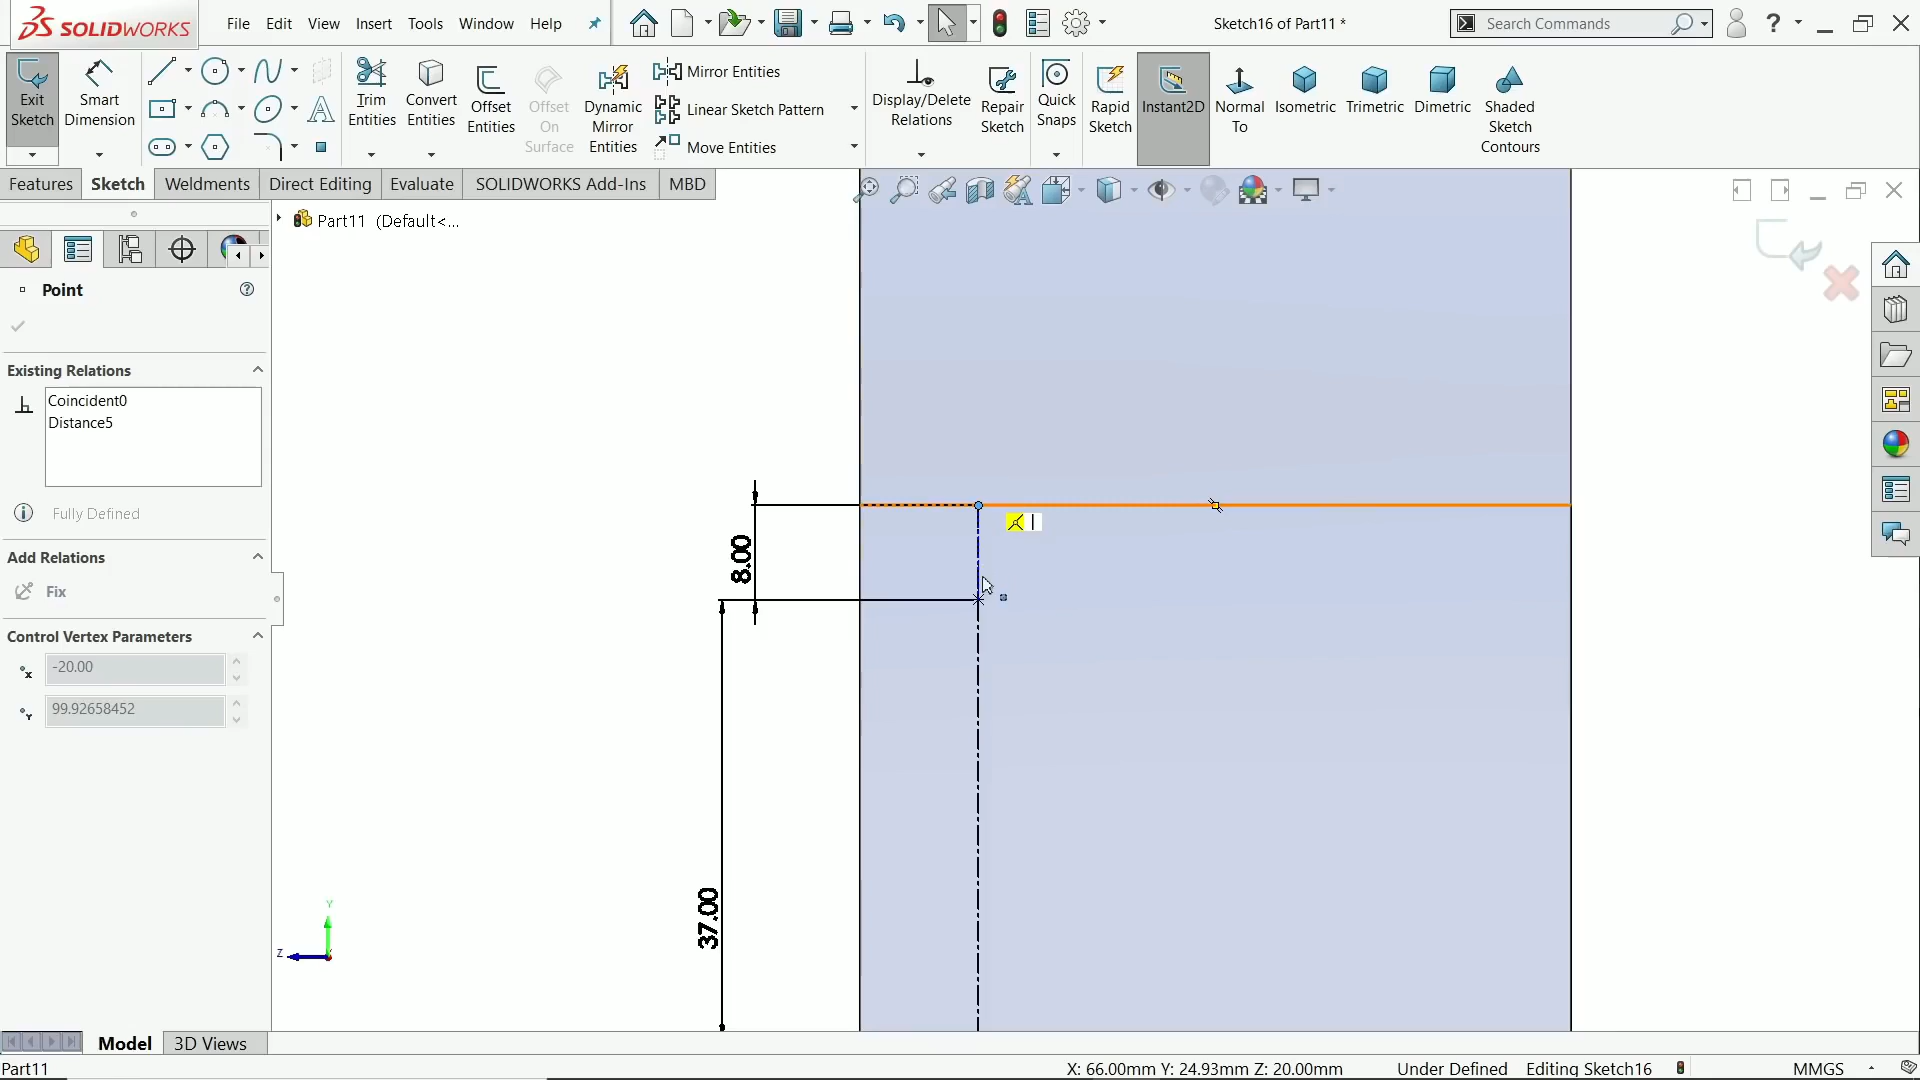 SOLIDWORKS
File Edit View Insert Tools Window Help
Sketch16 of Part11 *
Search Commands
Exit Sketch
Smart Dimension
Trim Entities
Convert Entities
Offset Entities
Offset On Surface
Dynamic Mirror Entities
Mirror Entities
Linear Sketch Pattern
Move Entities
Display/Delete Relations
Repair Sketch
Quick Snaps
Rapid Sketch
Instant2D
Normal To
Isometric
Trimetric
Dimetric
Shaded Sketch Contours
Features Sketch Weldments Direct Editing Evaluate SOLIDWORKS Add-Ins MBD
Part11 (Default<...
Point
Existing Relations
Coincident0
Distance5
Fully Defined
Add Relations
Fix
Control Vertex Parameters
-20.00
99.92658452
8.00
37.00
Y
Z
Model 3D Views
Part11
X: 66.00mm Y: 24.93mm Z: 20.00mm
Under Defined
Editing Sketch16
MMGS